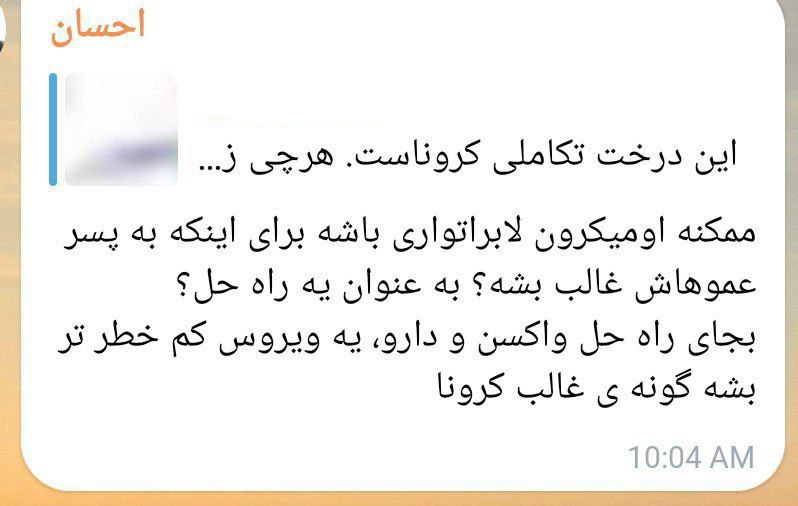 احسان
این درخت تکاملی کروناست. هرچی ز...
ممکنه اومیکرون لابراتواری باشه برای اینکه به پسر
عموهاش غالب بشه؟ به عنوان یه راه حل؟
بجای راه حل واکسن و دارو، یه ویروس کم خطر تر
بشه گونه ی غالب کرونا
10:04 AM